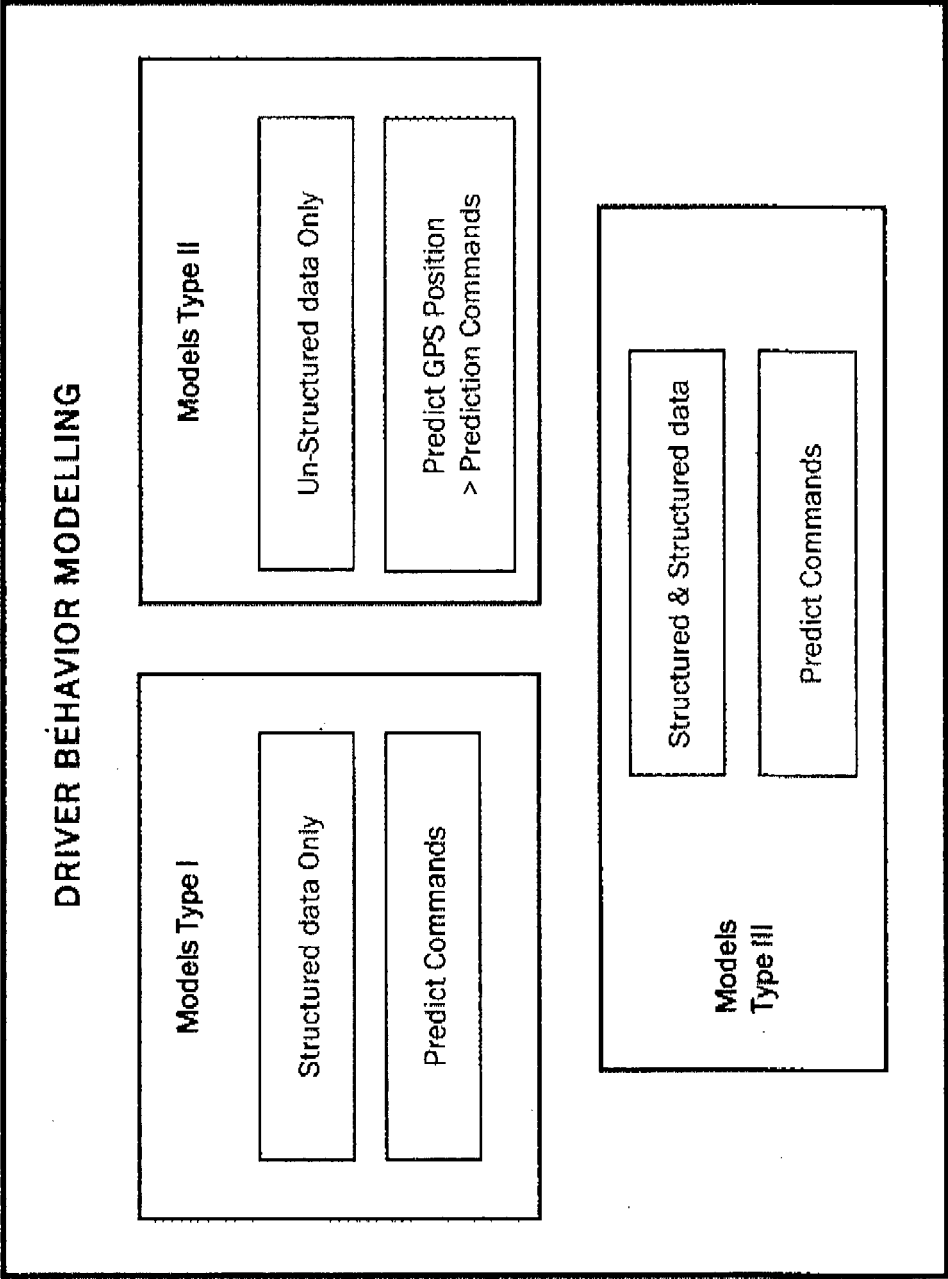 DRIVER BEHAVIOR MODELLING
Models Type I
Structured data Only
Predict Commands
Models Type II
Un-Structured data Only
Predict GPS Position
> Prediction Commands
Models
Type III
Structured & Structured data
Predict Commands